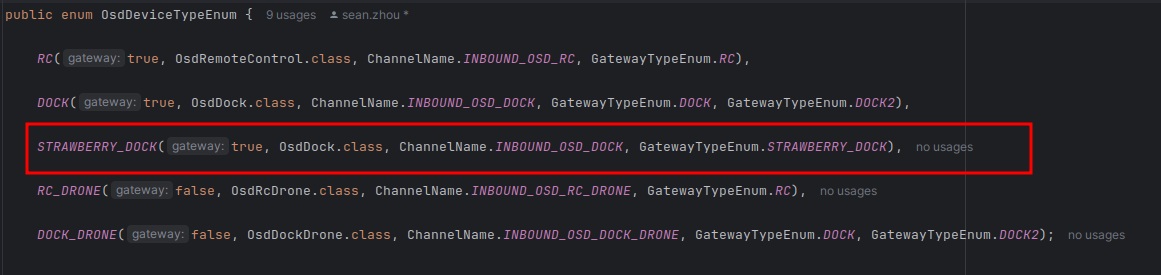 public enum OsdDeviceTypeEnum {  9 usages  sean.zhou *
RC( gateway: true, OsdRemoteControl.class, ChannelName.INBOUND_OSD_RC, GatewayTypeEnum.RC),
DOCK( gateway: true, OsdDock.class, ChannelName.INBOUND_OSD_DOCK, GatewayTypeEnum.DOCK, GatewayTypeEnum.DOCK2),
STRAWBERRY_DOCK( gateway: true, OsdDock.class, ChannelName.INBOUND_OSD_DOCK, GatewayTypeEnum.STRAWBERRY_DOCK),  no usages
RC_DRONE( gateway: false, OsdRcDrone.class, ChannelName.INBOUND_OSD_RC_DRONE, GatewayTypeEnum.RC),  no usages
DOCK_DRONE( gateway: false, OsdDockDrone.class, ChannelName.INBOUND_OSD_DOCK_DRONE, GatewayTypeEnum.DOCK, GatewayTypeEnum.DOCK2);  no usages